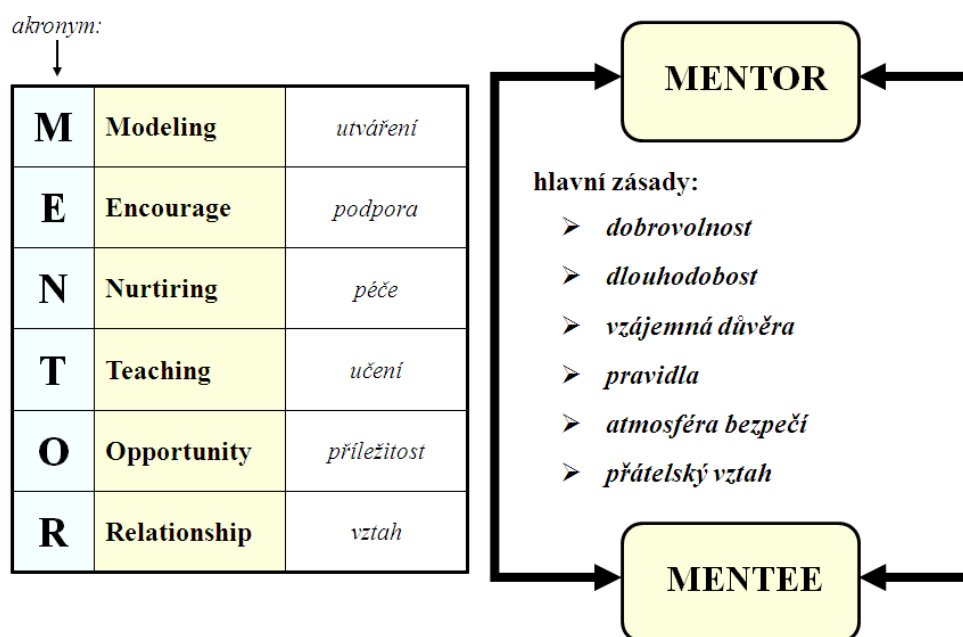 akronym:
M Modeling utváření
E Encourage podpora
N Nurtiring péče
T Teaching učení
O Opportunity příležitost
R Relationship vztah
MENTOR
hlavní zásady:
➢ dobrovolnost
➢ dlouhodobost
➢ vzájemná důvěra
➢ pravidla
➢ atmosféra bezpečí
➢ přátelský vztah
MENTEE